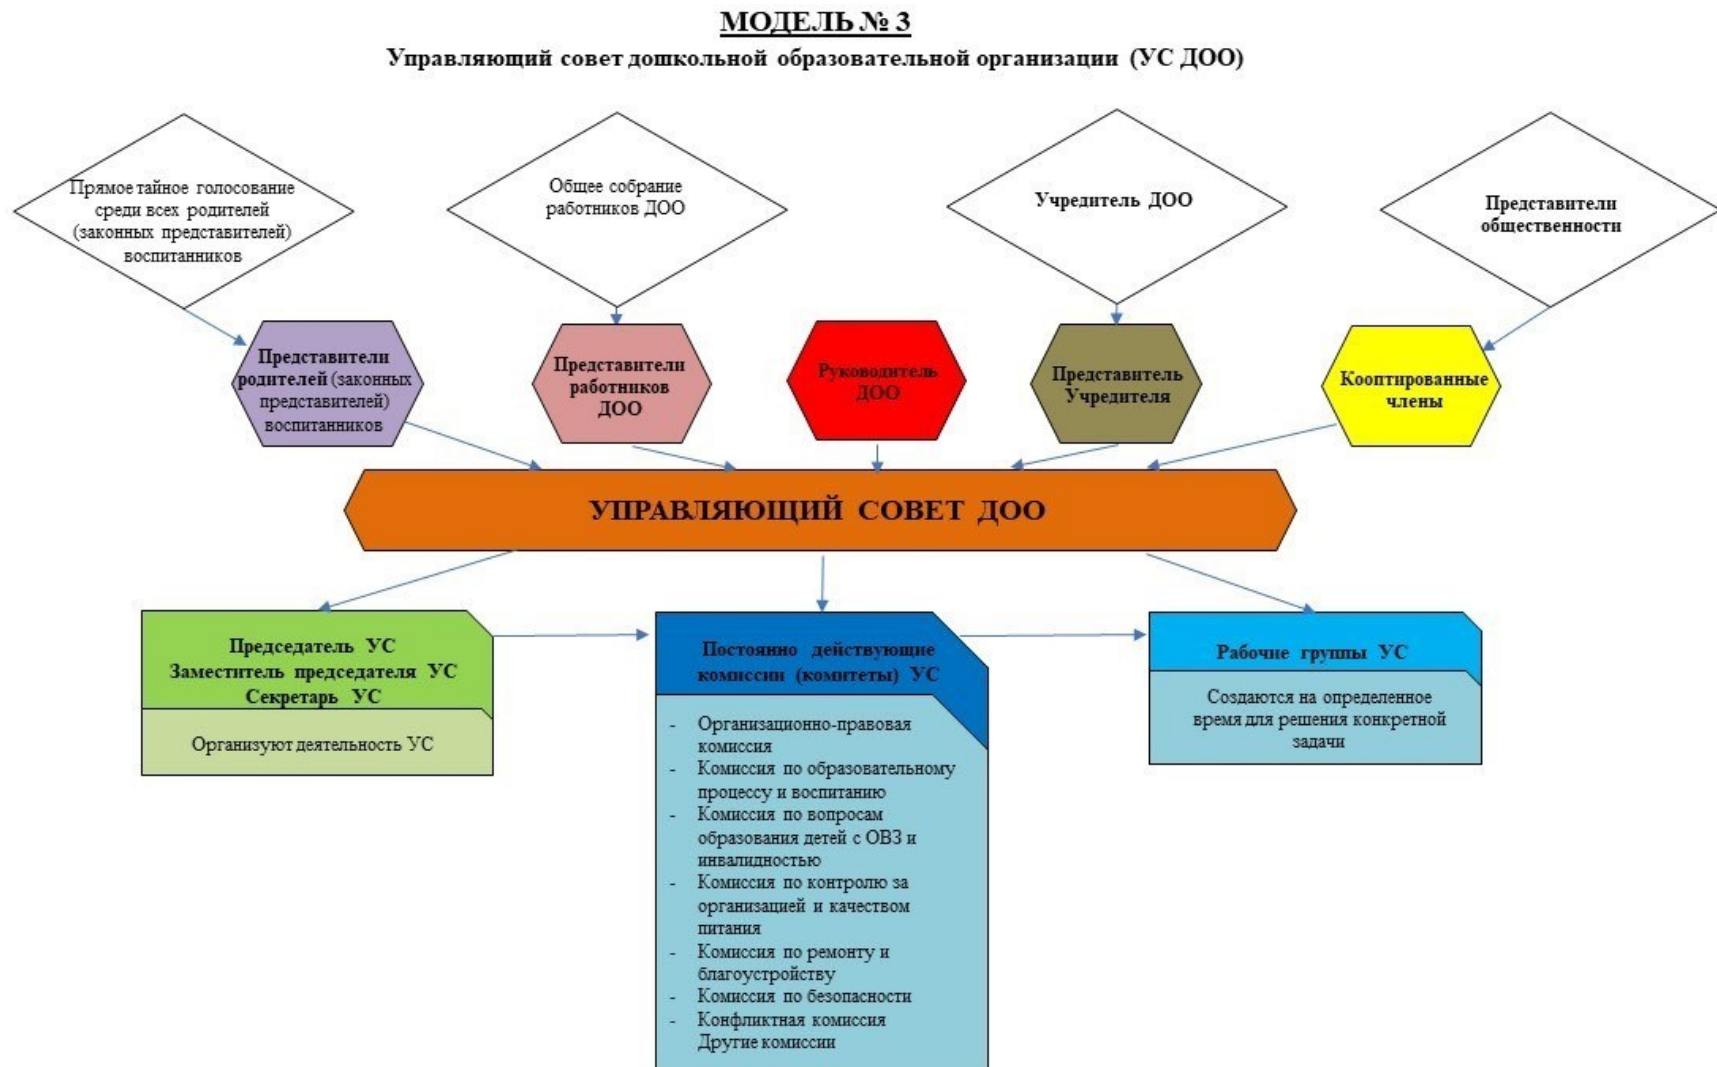 МОДЕЛЬ № 3
Управляющий совет дошкольной образовательной организации (УС ДОО)
Прямое тайное голосование
среди всех родителей
(законных представителей)
воспитанников
Общее собрание
работников ДОО
Учредитель ДОО
Представители
общественности
Представители
родителей (законных
представителей)
воспитанников
Представители
работников
ДОО
Руководитель
ДОО
Представитель
Учредителя
Кооптированные
члены
УПРАВЛЯЮЩИЙ СОВЕТ ДОО
Председатель УС
Заместитель председателя УС
Секретарь УС
Организуют деятельность УС
Постоянно действующие
комиссии (комитеты) УС
- Организационно-правовая
комиссия
- Комиссия по образовательному
процессу и воспитанию
- Комиссия по вопросам
образования детей с ОВЗ и
инвалидностью
- Комиссия по контролю за
организацией и качеством
питания
- Комиссия по ремонту и
благоустройству
- Комиссия по безопасности
- Конфликтная комиссия
Другие комиссии
Рабочие группы УС
Создаются на определенное
время для решения конкретной
задачи